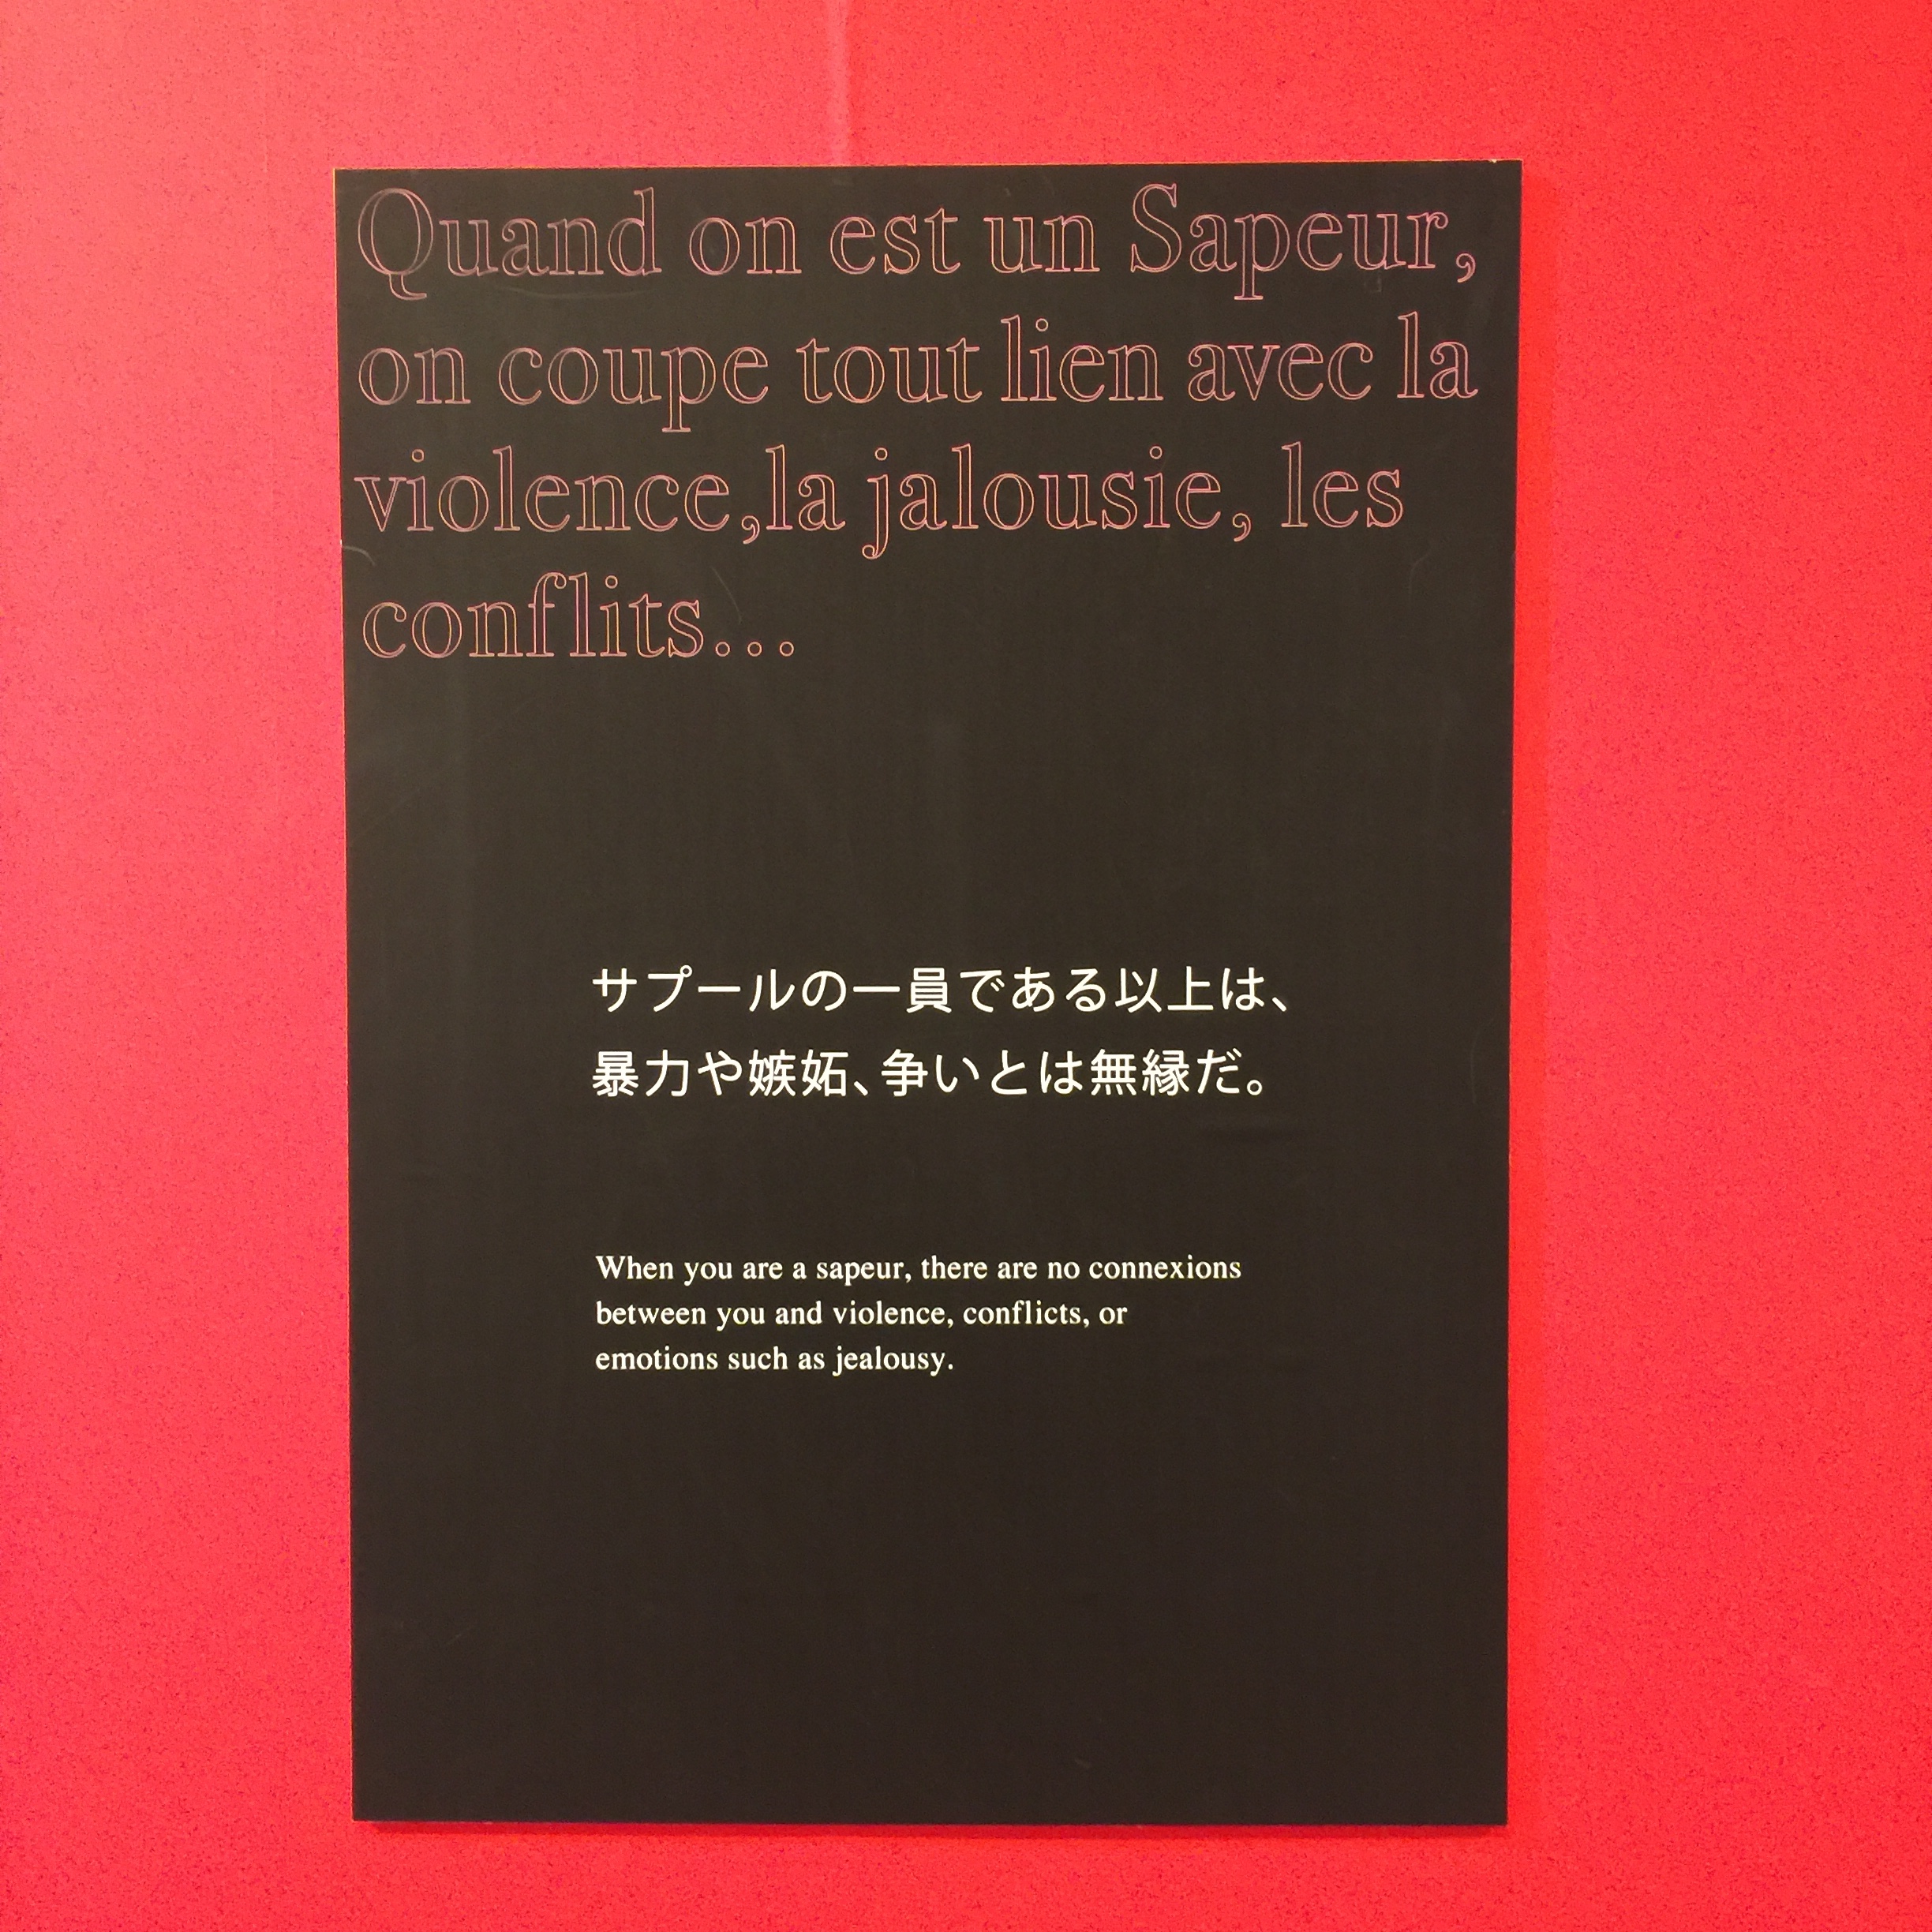 Quand on est un Sapeur,
on coupe tout lien avec la
violence,la jalousie, les
conflits...
サプールの一員である以上は、
暴力や嫉妬、争いとは無縁だ。
When you are a sapeur, there are no connexions
between you and violence, conflicts, or
emotions such as jealousy.